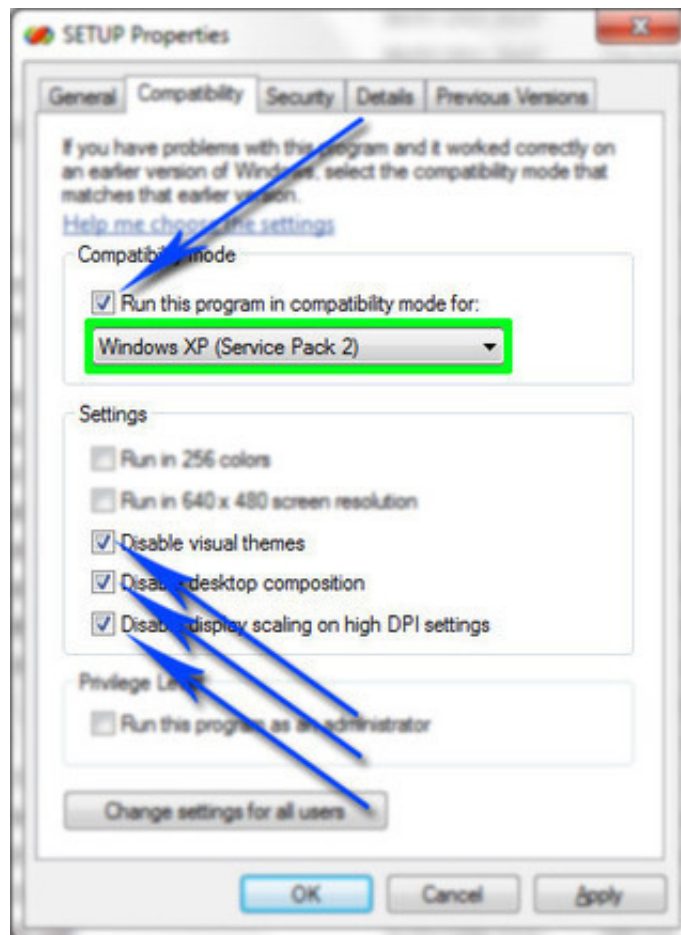 SETUP Properties
General Compatibility Security Details Previous Versions
If you have problems with this program and it worked correctly on
an earlier version of Windows, select the compatibility mode that
matches that earlier version.
Help me choose the settings
Compatibility mode
Run this program in compatibility mode for:
Windows XP (Service Pack 2)
Settings
Run in 256 colors
Run in 640 x 480 screen resolution
Disable visual themes
Disable desktop composition
Disable display scaling on high DPI settings
Privilege Level
Run this program as an administrator
Change settings for all users
OK Cancel Apply